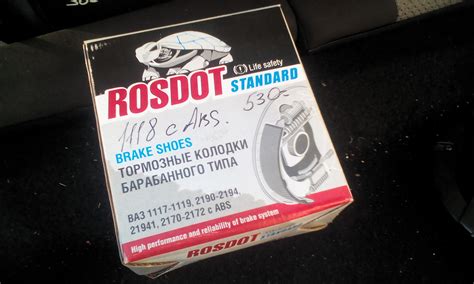 Life safety
ROSDOT
STANDARD
1118 с ABS.
530-
BRAKE SHOES
ТОРМОЗНЫЕ КОЛОДКИ
БАРАБАННОГО ТИПА
ВАЗ 1117-1119, 2190-2194,
21941, 2170-2172 с ABS
High performance and reliability of brake system
ROSDOT